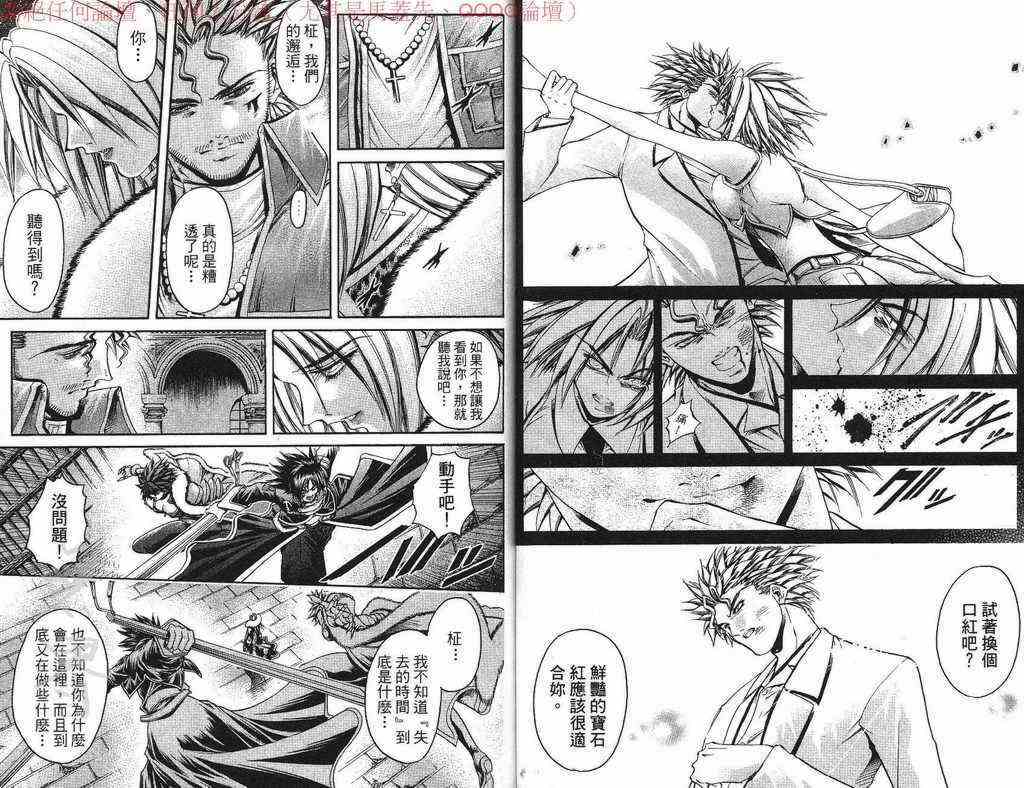 試著換個
口紅吧？
鮮豔的寶石
紅應該很適
合妳。
柾，我們
的邂逅…
你…
真的是糟
透了呢…
聽得到嗎？
如果不想讓我
看到你，那就
聽我說吧…
動手吧！
沒問題！
柾…
我不知道『失
去的時間』到
底是什麼…
也不知道你為什麼
會在這裡，而且到
底又在做些什麼…